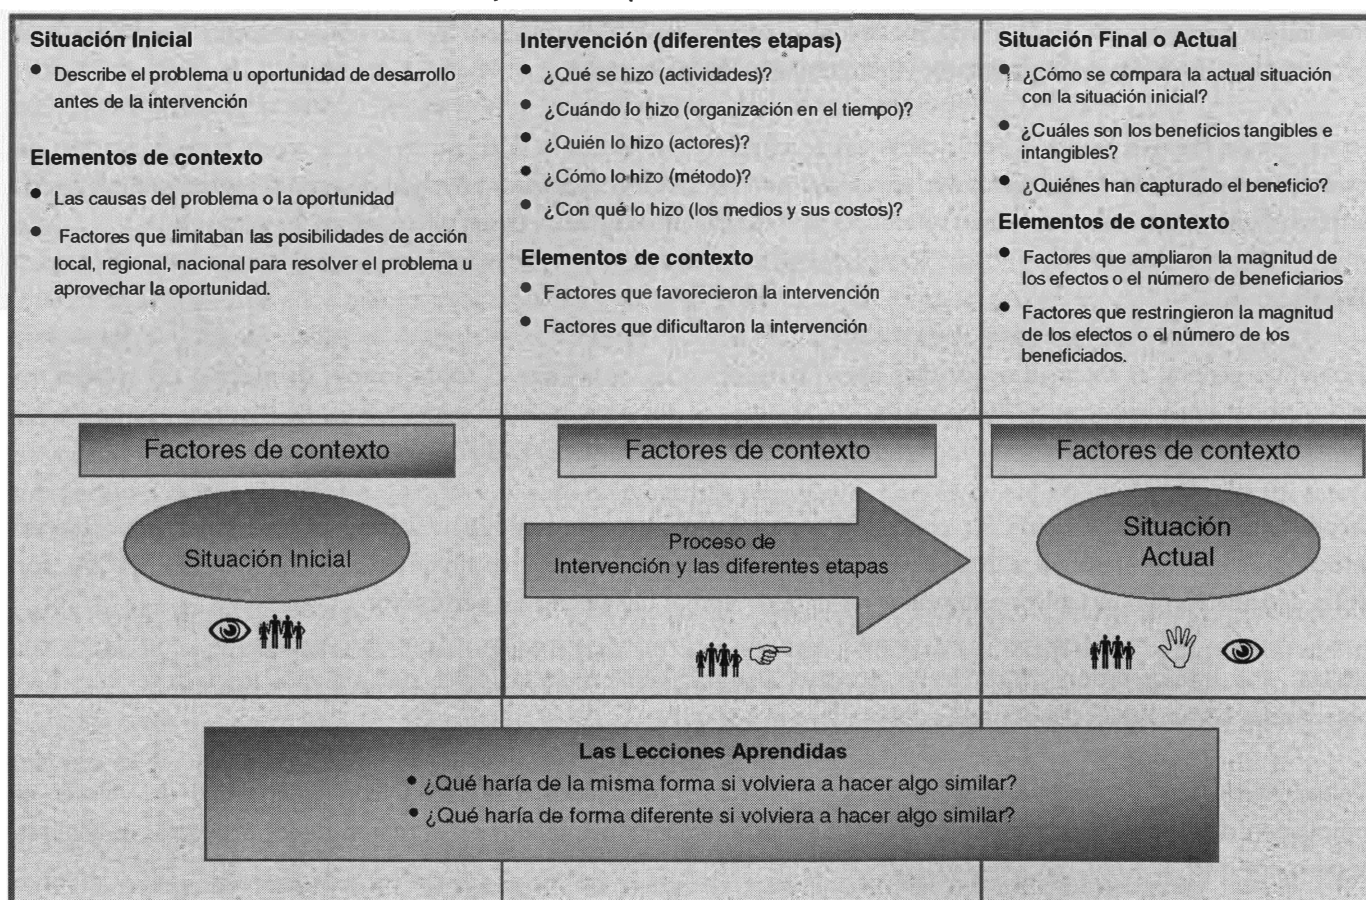 Situación Inicial
• Describe el problema u oportunidad de desarrollo
antes de la intervención
Elementos de contexto
• Las causas del problema o la oportunidad
• Factores que limitaban las posibilidades de acción
local, regional, nacional para resolver el problema u
aprovechar la oportunidad.
Intervención (diferentes etapas)
• ¿Qué se hizo (actividades)?
• ¿Cuándo lo hizo (organización en el tiempo)?
• ¿Quién lo hizo (actores)?
• ¿Cómo lo hizo (método)?
• ¿Con qué lo hizo (los medios y sus costos)?
Elementos de contexto
• Factores que favorecieron la intervención
• Factores que dificultaron la intervención
Situación Final o Actual
• ¿Cómo se compara la actual situación
con la situación inicial?
• ¿Cuáles son los beneficios tangibles e
intangibles?
• ¿Quiénes han capturado el beneficio?
Elementos de contexto
• Factores que ampliaron la magnitud de
los efectos o el número de beneficiarios
• Factores que restringieron la magnitud
de los efectos o el número de los
beneficiados.
Factores de contexto
Situación Inicial
Factores de contexto
Proceso de
Intervención y las diferentes etapas
Factores de contexto
Situación
Actual
Las Lecciones Aprendidas
• ¿Qué haría de la misma forma si volviera a hacer algo similar?
• ¿Qué haría de forma diferente si volviera a hacer algo similar?